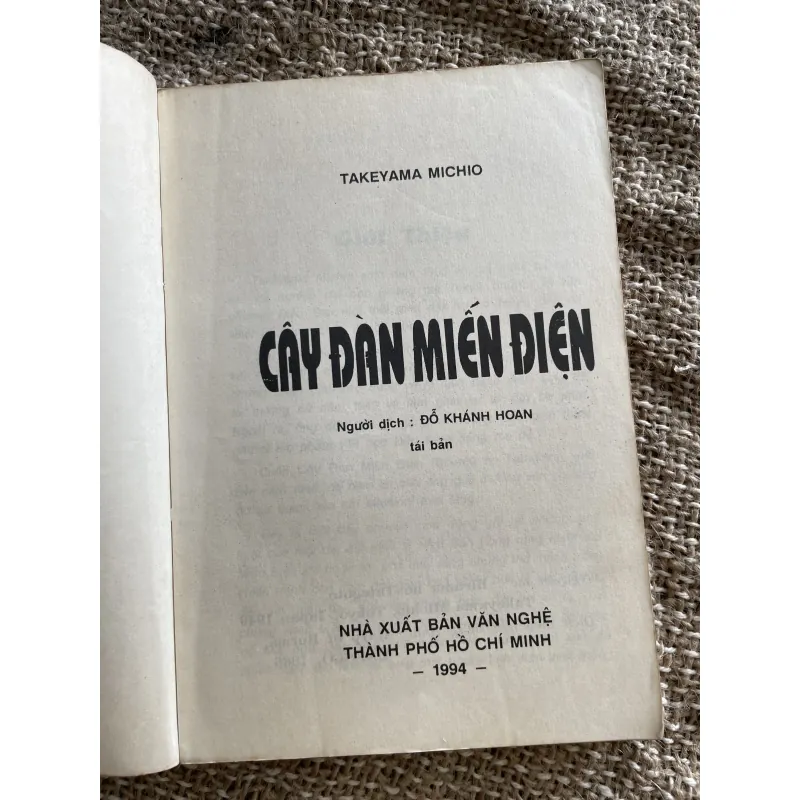 TAKEYAMA MICHIO
CÂY ĐÀN MIẾN ĐIỆN
Người dịch : ĐỖ KHÁNH HOAN
tái bản
NHÀ XUẤT BẢN VĂN NGHỆ
THÀNH PHỐ HỒ CHÍ MINH
– 1994 –